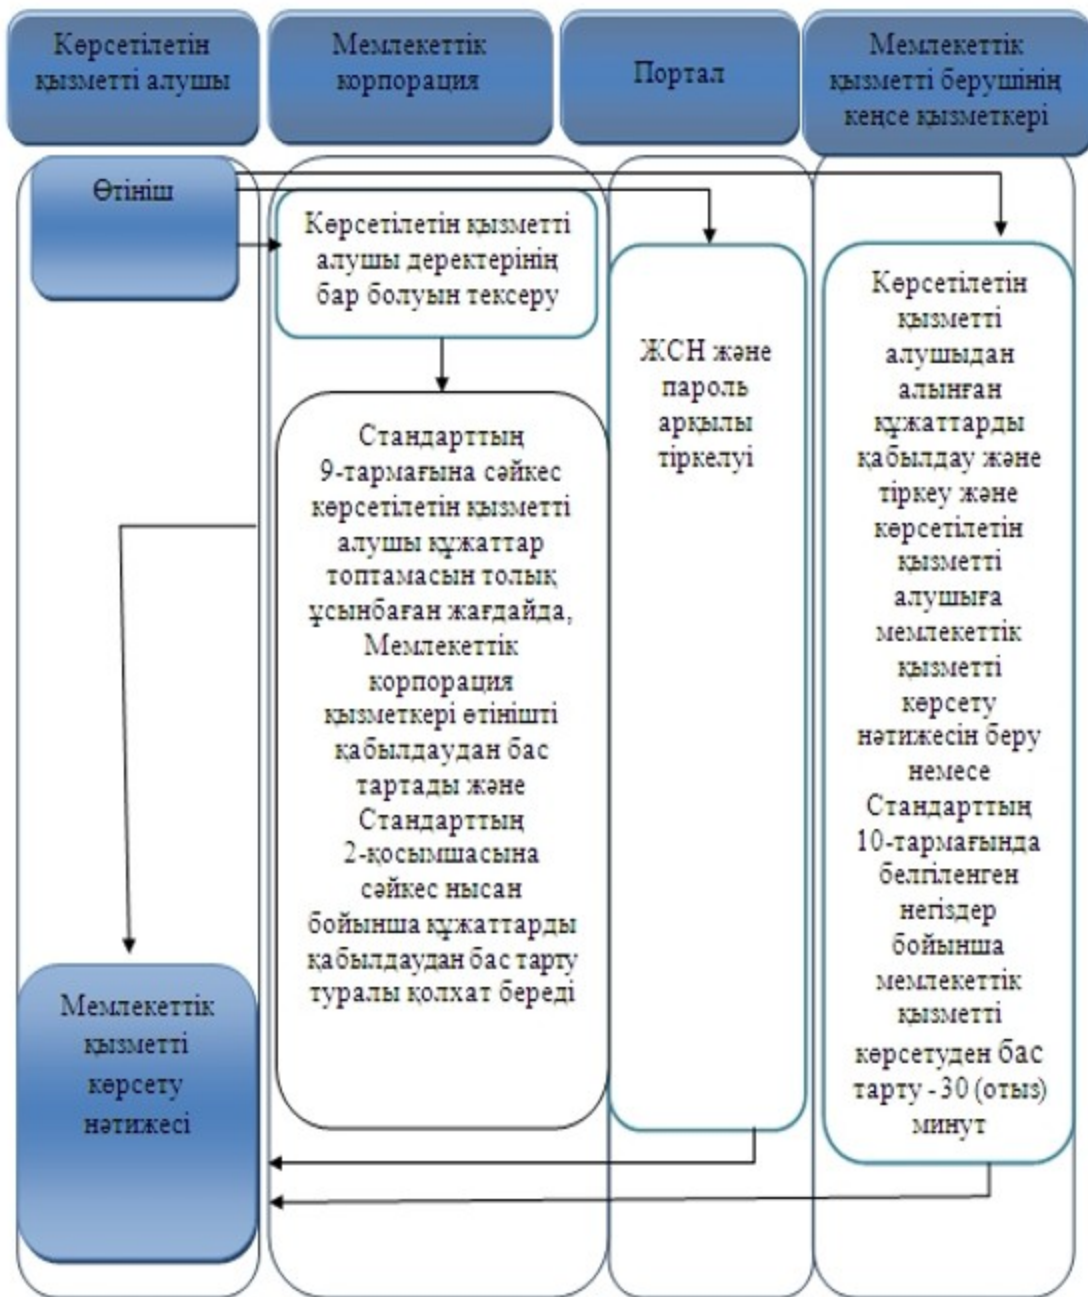 Көрсетілетін
қызметті алушы
Мемлекеттік
корпорация
Портал
Мемлекеттік
қызметті берушінің
кеңсе қызметкері
Өтініш
Көрсетілетін қызметті
алушы деректерінің
бар болуын тексеру
Стандарттың
9-тармағына сәйкес
көрсетілетін қызметті
алушы құжаттар
топтамасын толық
ұсынбаған жағдайда,
Мемлекеттік
корпорация
қызметкері өтінішті
қабылдаудан бас
тартады және
Стандарттың
2-қосымшасына
сәйкес нысан
бойынша құжаттарды
қабылдаудан бас тарту
туралы қолхат береді
ЖСН және
пароль
арқылы
тіркелуі
Көрсетілетін
қызметті
алушыдан
алынған
құжаттарды
қабылдау және
тіркеу және
көрсетілетін
қызметті
алушыға
мемлекеттік
қызметті
көрсету
нәтижесін беру
немесе
Стандарттың
10-тармағында
белгіленген
негіздер
бойынша
мемлекеттік
қызметті
көрсетуден бас
тарту - 30 (отыз)
минут
Мемлекеттік
қызметті
көрсету
нәтижесі